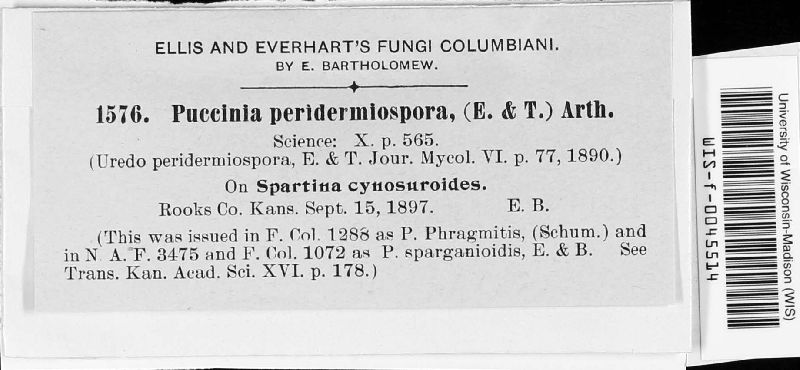 ELLIS AND EVERHART'S FUNGI COLUMBIANI.
BY E. BARTHOLOMEW.
1576. Puccinia peridermiospora, (E. & T.) Arth.
Science: X. p. 565.
(Uredo peridermiospora, E. & T. Jour. Mycol. VI. p. 77, 1890.)
On Spartina cynosuroides.
Rooks Co. Kans. Sept. 15, 1897. E. B.
(This was issued in F. Col. 1288 as P. Phragmitis, (Schum.) and
in N. A. F. 3475 and F. Col. 1072 as P. sparganioidis, E. & B. See
Trans. Kan. Acad. Sci. XVI. p. 178.)
University of Wisconsin-Madison (WIS)
WIS-f-0045514